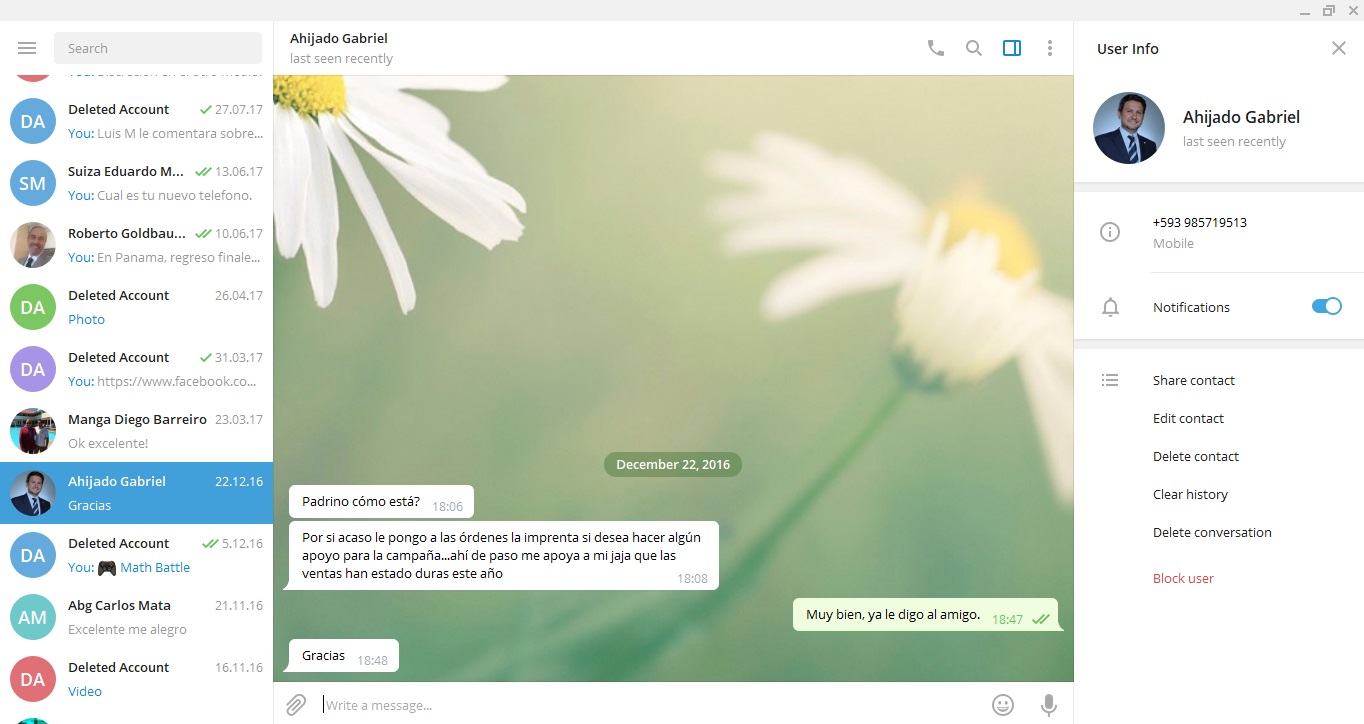 Search
Deleted Account 27.07.17
You: Luis M le comentara sobre...
DA
Suiza Eduardo M... 13.06.17
You: Cual es tu nuevo telefono.
SM
Roberto Goldbau... 10.06.17
You: En Panama, regreso finale...
Deleted Account 26.04.17
Photo
DA
Deleted Account 31.03.17
You: https://www.facebook.co...
DA
Manga Diego Barreiro 23.03.17
Ok excelente!
Ahijado Gabriel 22.12.16
Gracias
Deleted Account 5.12.16
You: 🎮 Math Battle
DA
Abg Carlos Mata 21.11.16
Excelente me alegro
AM
Deleted Account 16.11.16
Video
DA
Ahijado Gabriel
last seen recently
December 22, 2016
Padrino cómo está? 18:06
Por si acaso le pongo a las órdenes la imprenta si desea hacer algún
apoyo para la campaña...ahí de paso me apoya a mi jaja que las
ventas han estado duras este año 18:08
Muy bien, ya le digo al amigo. 18:47
Gracias 18:48
Write a message...
User Info
Ahijado Gabriel
last seen recently
+593 985719513
Mobile
Notifications
Share contact
Edit contact
Delete contact
Clear history
Delete conversation
Block user